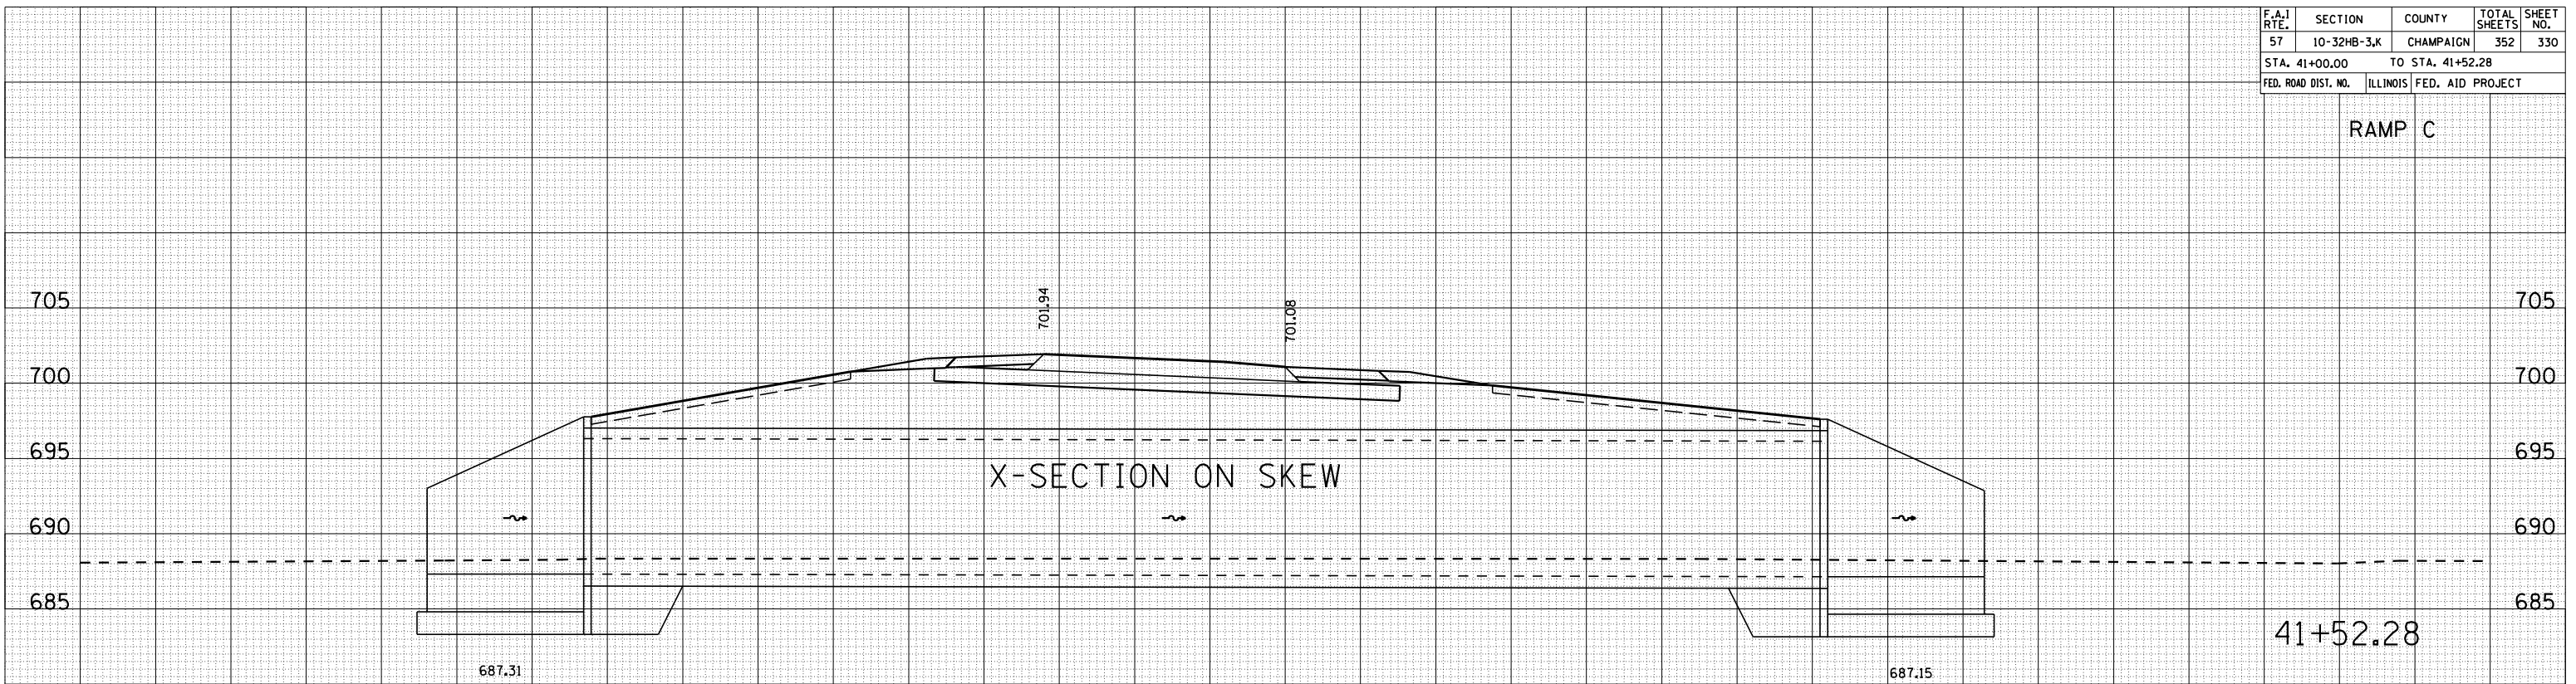 F.A.I RTE. SECTION COUNTY TOTAL SHEETS SHEET NO.
57 10-32HB-3,K CHAMPAIGN 352 330
STA. 41+00.00 TO STA. 41+52.28
FED. ROAD DIST. NO. ILLINOIS FED. AID PROJECT
RAMP C
705 701.94 701.08 705
700 700
695 695
X-SECTION ON SKEW
690 690
685 685
41+52.28
687.31 687.15